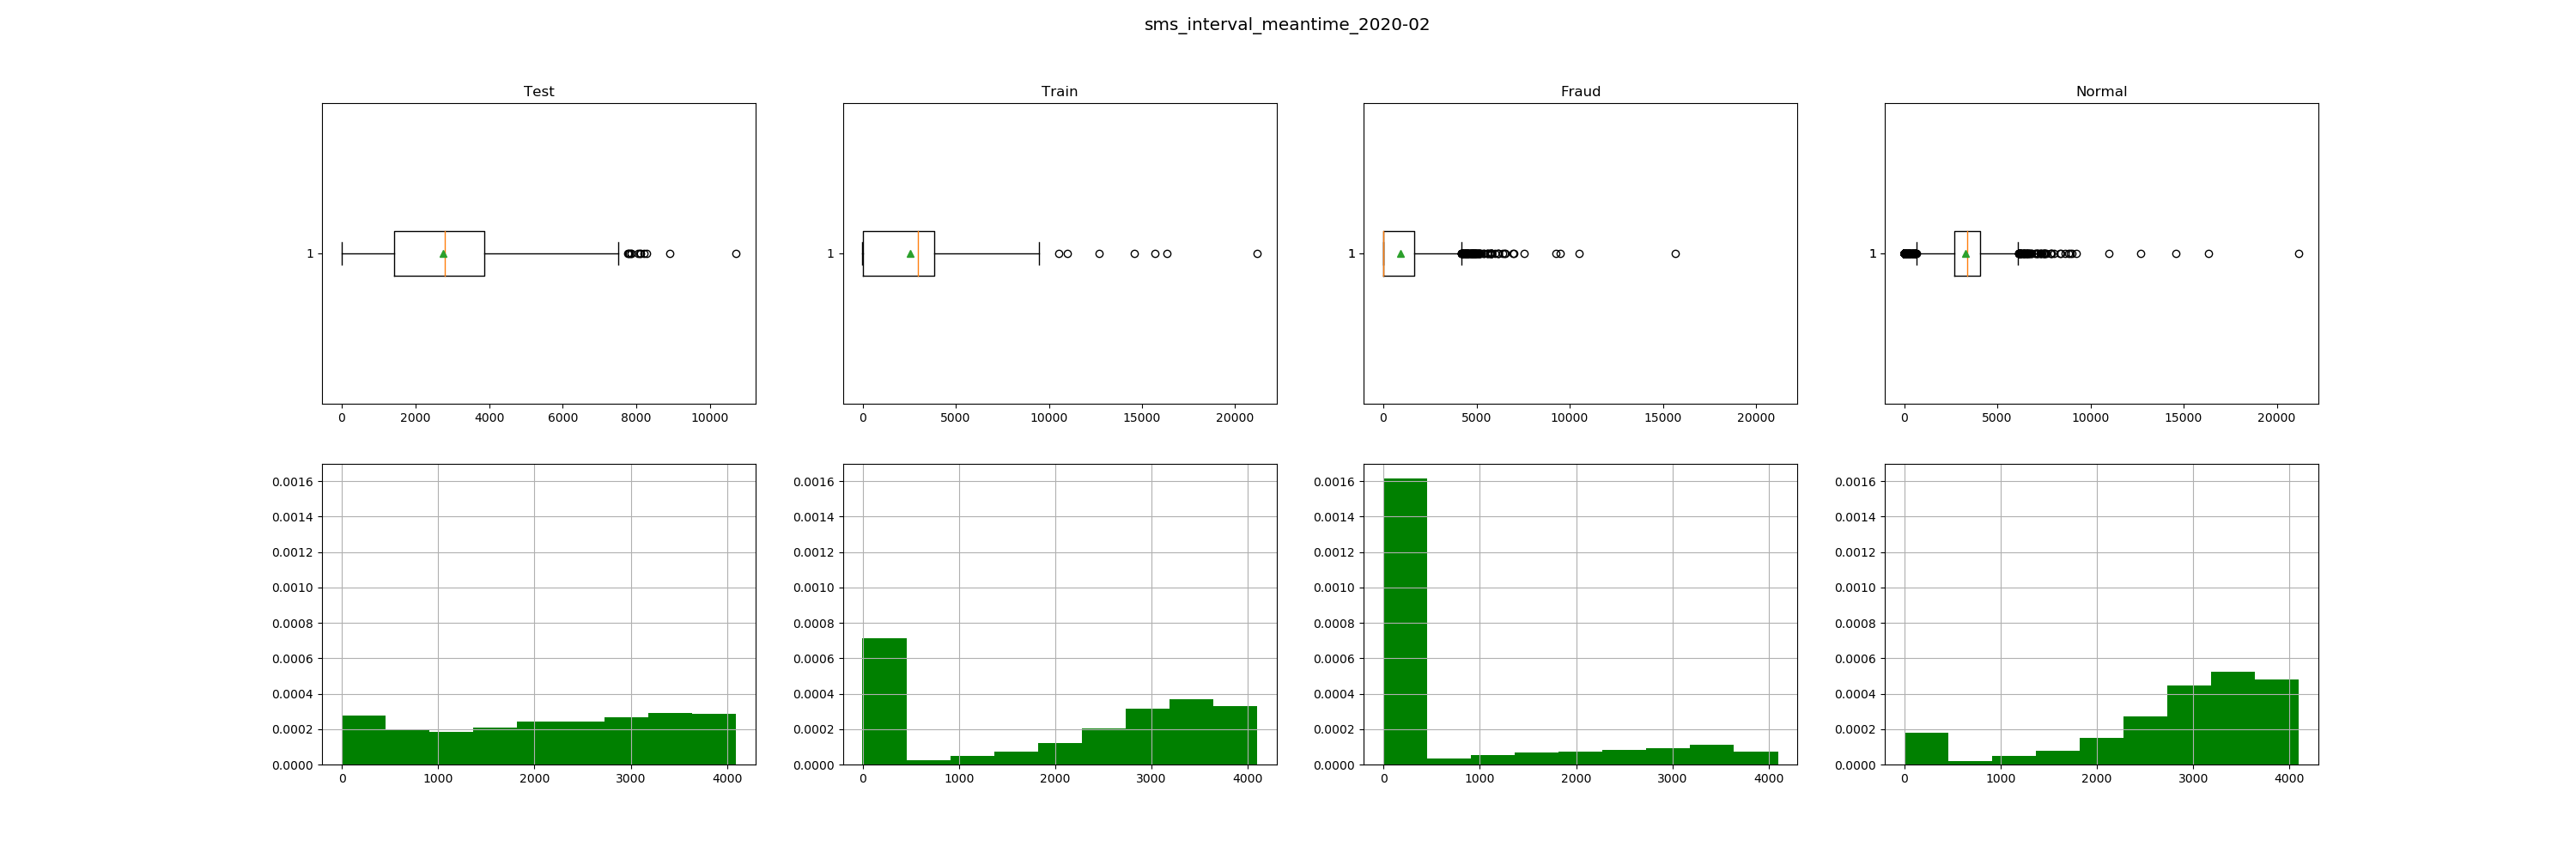 sms_interval_meantime_2020-02
Test Train Fraud Normal
1 1 1 1
0 2000 4000 6000 8000 10000 0 5000 10000 15000 20000 0 5000 10000 15000 20000 0 5000 10000 15000 20000
0.0016 0.0016 0.0016 0.0016
0.0014 0.0014 0.0014 0.0014
0.0012 0.0012 0.0012 0.0012
0.0010 0.0010 0.0010 0.0010
0.0008 0.0008 0.0008 0.0008
0.0006 0.0006 0.0006 0.0006
0.0004 0.0004 0.0004 0.0004
0.0002 0.0002 0.0002 0.0002
0.0000 0.0000 0.0000 0.0000
0 1000 2000 3000 4000 0 1000 2000 3000 4000 0 1000 2000 3000 4000 0 1000 2000 3000 4000